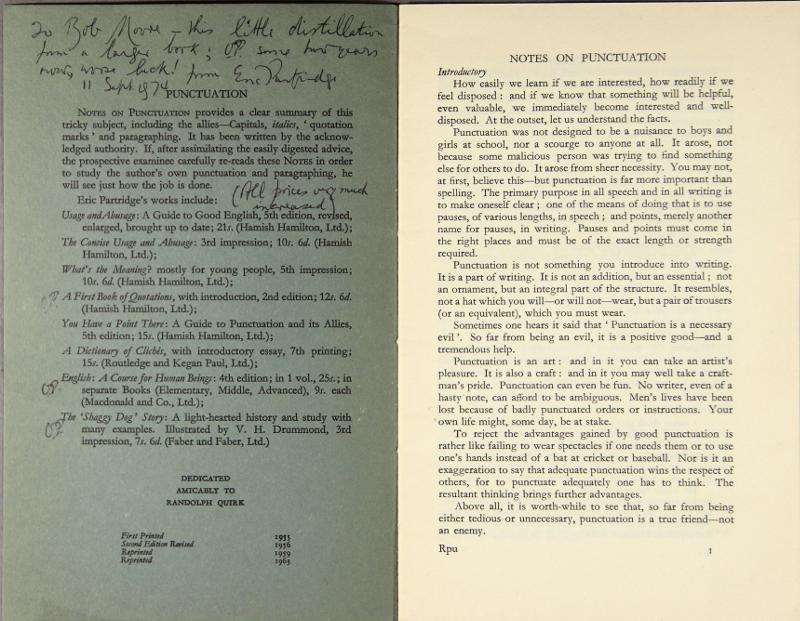 To Bob Moore – this little distillation
from a larger book; OP some two years
now, worse luck! from Eric Partridge
11 Sept. 1974
PUNCTUATION
NOTES ON PUNCTUATION provides a clear summary of this
tricky subject, including the allies—Capitals, italics, ‘ quotation
marks ’ and paragraphing. It has been written by the acknow-
ledged authority. If, after assimilating the easily digested advice,
the prospective examinee carefully re-reads these NOTES in order
to study the author's own punctuation and paragraphing, he
will see just how the job is done.
Eric Partridge's works include:
(All prices very much
increased)
Usage and Abusage: A Guide to Good English, 5th edition, revised,
enlarged, brought up to date; 21s. (Hamish Hamilton, Ltd.);
The Concise Usage and Abusage: 3rd impression; 10s. 6d. (Hamish
Hamilton, Ltd.);
What's the Meaning? mostly for young people, 5th impression;
10s. 6d. (Hamish Hamilton, Ltd.);
OP A First Book of Quotations, with introduction, 2nd edition; 12s. 6d.
(Hamish Hamilton, Ltd.);
You Have a Point There: A Guide to Punctuation and its Allies,
5th edition; 15s. (Hamish Hamilton, Ltd.);
A Dictionary of Clichés, with introductory essay, 7th printing;
15s. (Routledge and Kegan Paul, Ltd.);
OP English: A Course for Human Beings: 4th edition; in 1 vol., 25s.; in
separate Books (Elementary, Middle, Advanced), 9s. each
(Macdonald and Co., Ltd.);
OP The ‘Shaggy Dog’ Story: A light-hearted history and study with
many examples. Illustrated by V. H. Drummond, 3rd
impression, 7s. 6d. (Faber and Faber, Ltd.)
DEDICATED
AMICABLY TO
RANDOLPH QUIRK
First Printed 1955
Second Edition Revised 1956
Reprinted 1959
Reprinted 1963
NOTES ON PUNCTUATION
Introductory
How easily we learn if we are interested, how readily if we
feel disposed : and if we know that something will be helpful,
even valuable, we immediately become interested and well-
disposed. At the outset, let us understand the facts.
Punctuation was not designed to be a nuisance to boys and
girls at school, nor a scourge to anyone at all. It arose, not
because some malicious person was trying to find something
else for others to do. It arose from sheer necessity. You may not,
at first, believe this—but punctuation is far more important than
spelling. The primary purpose in all speech and in all writing is
to make oneself clear ; one of the means of doing that is to use
pauses, of various lengths, in speech ; and points, merely another
name for pauses, in writing. Pauses and points must come in
the right places and must be of the exact length or strength
required.
Punctuation is not something you introduce into writing.
It is a part of writing. It is not an addition, but an essential ; not
an ornament, but an integral part of the structure. It resembles,
not a hat which you will—or will not—wear, but a pair of trousers
(or an equivalent), which you must wear.
Sometimes one hears it said that ‘ Punctuation is a necessary
evil ’. So far from being an evil, it is a positive good—and a
tremendous help.
Punctuation is an art : and in it you can take an artist's
pleasure. It is also a craft : and in it you may well take a craft-
man's pride. Punctuation can even be fun. No writer, even of a
hasty note, can afford to be ambiguous. Men's lives have been
lost because of badly punctuated orders or instructions. Your
own life might, some day, be at stake.
To reject the advantages gained by good punctuation is
rather like failing to wear spectacles if one needs them or to use
one's hands instead of a bat at cricket or baseball. Nor is it an
exaggeration to say that adequate punctuation wins the respect of
others, for to punctuate adequately one has to think. The
resultant thinking brings further advantages.
Above all, it is worth-while to see that, so far from being
either tedious or unnecessary, punctuation is a true friend—not
an enemy.
Rpu 1